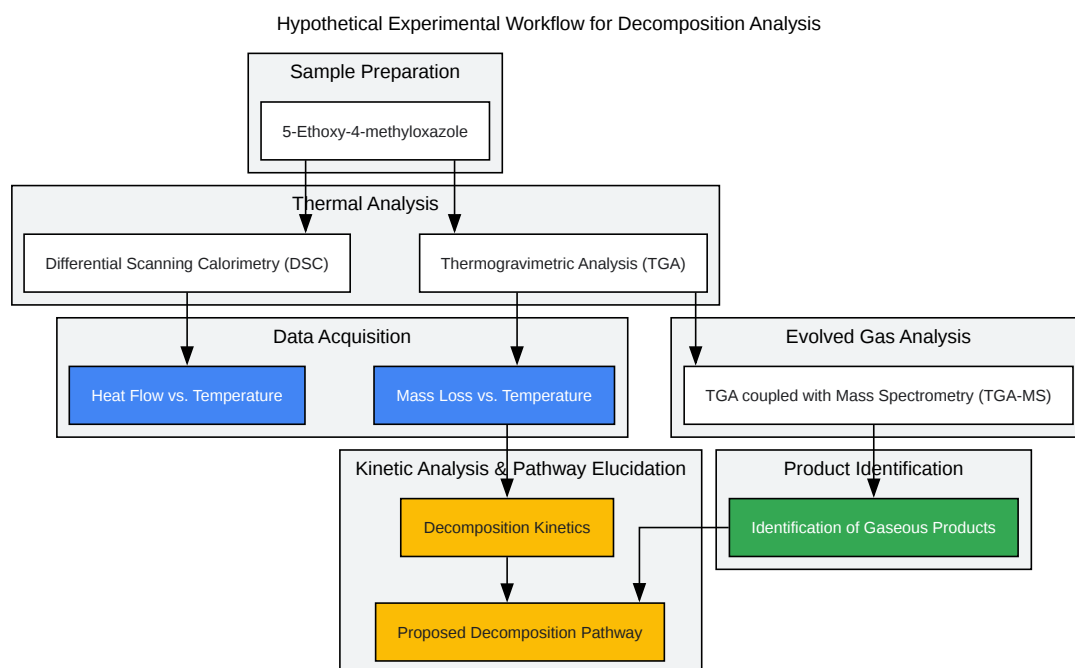 Hypothetical Experimental Workflow for Decomposition Analysis
Sample Preparation
5-Ethoxy-4-methyloxazole
Thermal Analysis
Differential Scanning Calorimetry (DSC)
Thermogravimetric Analysis (TGA)
Data Acquisition
Evolved Gas Analysis
Heat Flow vs. Temperature
Mass Loss vs. Temperature
TGA coupled with Mass Spectrometry (TGA-MS)
Kinetic Analysis & Pathway Elucidation
Product Identification
Decomposition Kinetics
Identification of Gaseous Products
Proposed Decomposition Pathway